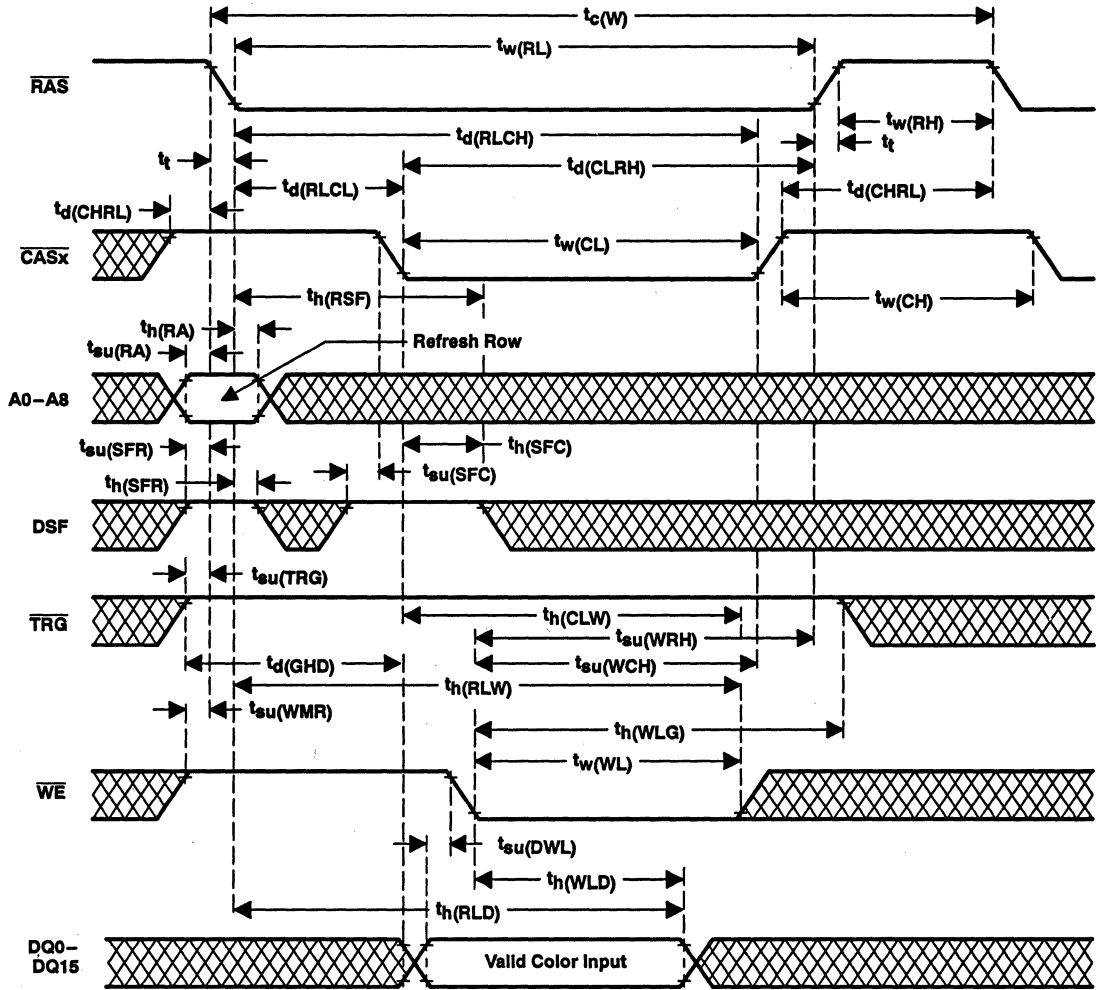 tc(W)
tw(RL)
RAS
tw(RH)
td(RLCH)
tt
tt
td(CLRH)
td(RLCL)
td(CHRL)
td(CHRL)
CASx
tw(CL)
th(RSF)
tw(CH)
th(RA)
tsu(RA)
Refresh Row
A0–A8
tsu(SFR)
th(SFC)
th(SFR)
tsu(SFC)
DSF
tsu(TRG)
TRG
th(CLW)
tsu(WRH)
td(GHD)
tsu(WCH)
th(RLW)
tsu(WMR)
th(WLG)
tw(WL)
WE
tsu(DWL)
th(WLD)
th(RLD)
DQ0–
DQ15
Valid Color Input